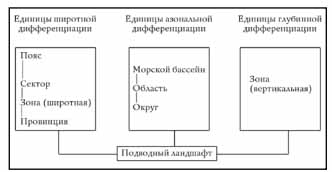 Единицы широтной
дифференциации
Единицы азональной
дифференциации
Единицы глубинной
дифференциации
Пояс
Сектор
Зона (широтная)
Провинция
Морской бассейн
Область
Округ
Зона
(вертикальная)
Подводный ландшафт